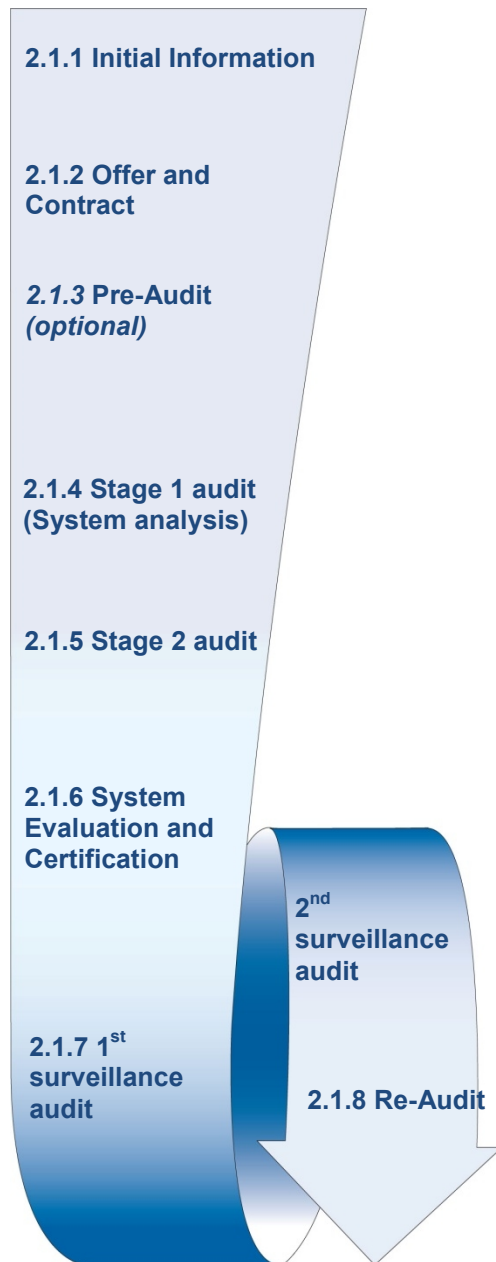 2.1.1 Initial Information
2.1.2 Offer and
Contract
2.1.3 Pre-Audit
(optional)
2.1.4 Stage 1 audit
(System analysis)
2.1.5 Stage 2 audit
2.1.6 System
Evaluation and
Certification
2.1.7 1st
surveillance
audit
2nd
surveillance
audit
2.1.8 Re-Audit